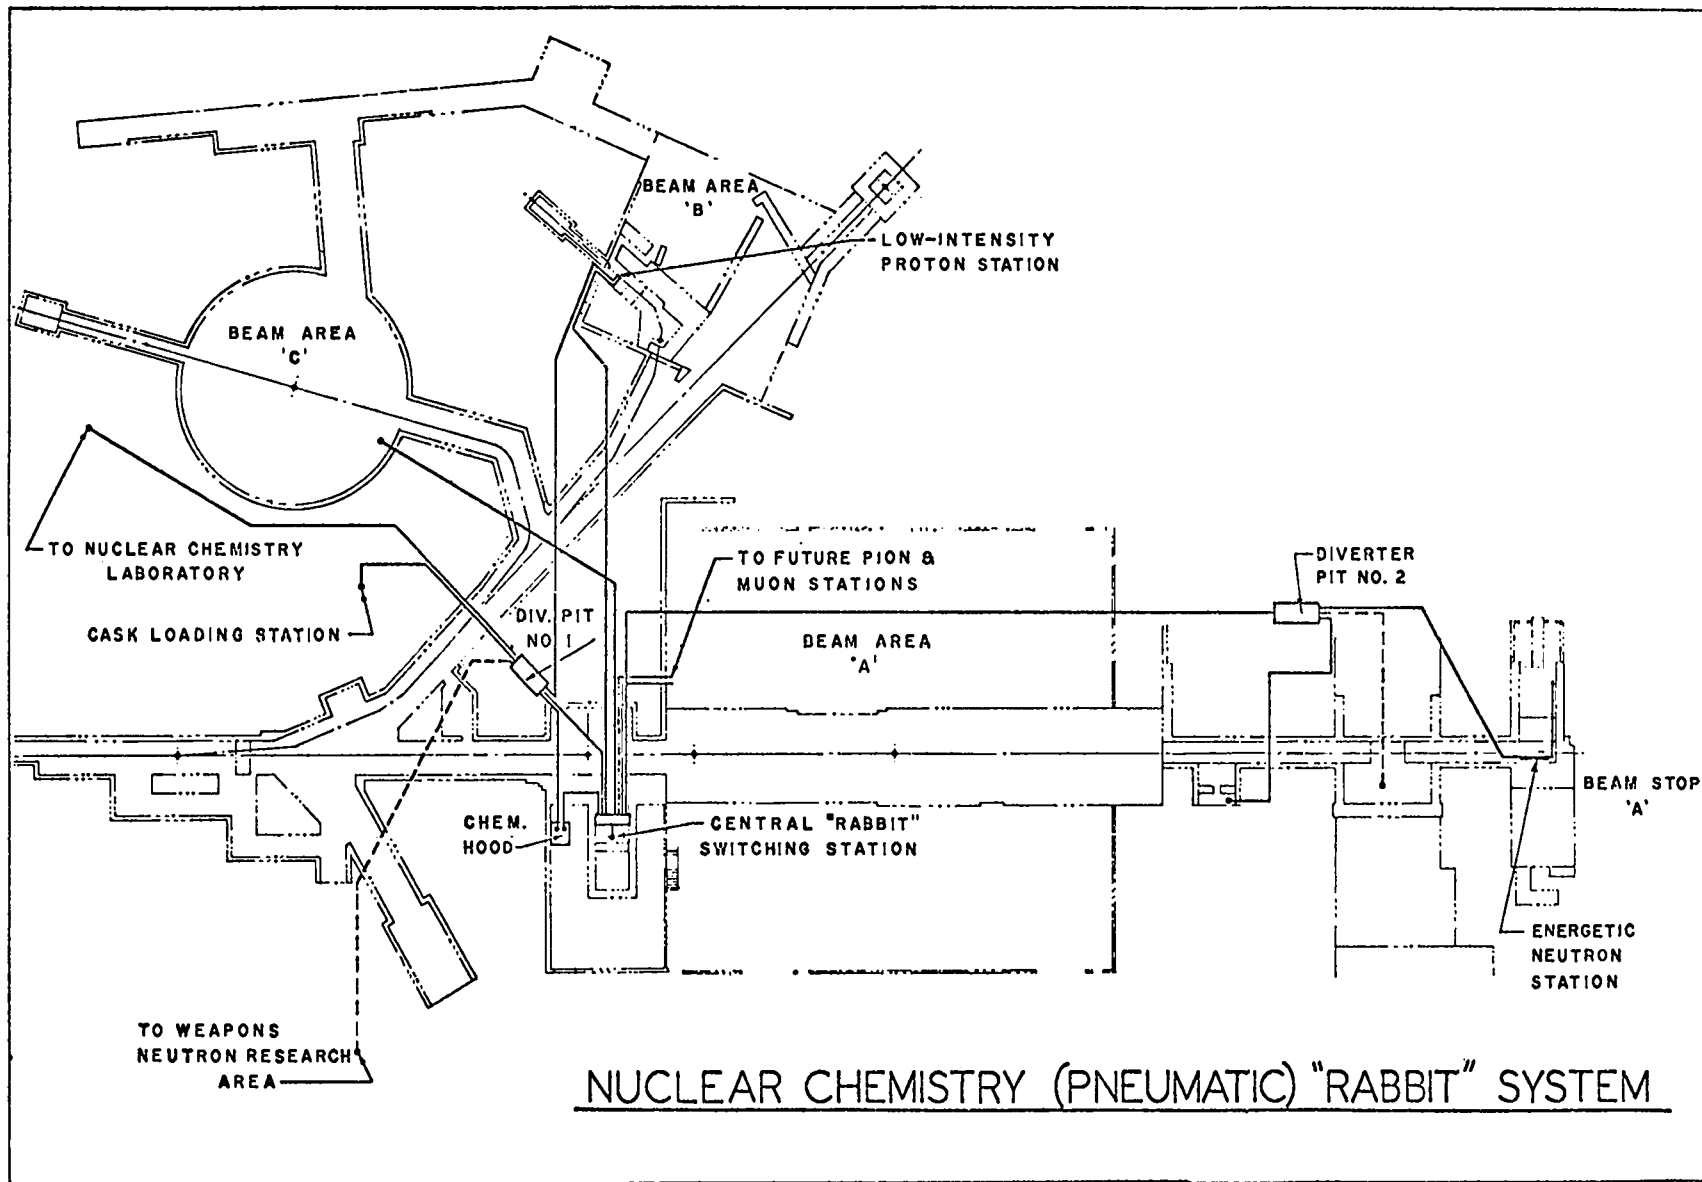 BEAM AREA
'B'
LOW-INTENSITY
PROTON STATION
BEAM AREA
'C'
TO NUCLEAR CHEMISTRY
LABORATORY
CASK LOADING STATION
DIV. PIT
NO. 1
TO FUTURE PION &
MUON STATIONS
BEAM AREA
'A'
DIVERTER
PIT NO. 2
BEAM STOP
'A'
CHEM.
HOOD
CENTRAL "RABBIT"
SWITCHING STATION
ENERGETIC
NEUTRON
STATION
TO WEAPONS
NEUTRON RESEARCH
AREA
NUCLEAR CHEMISTRY (PNEUMATIC) "RABBIT" SYSTEM